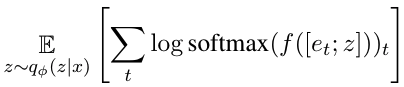 𝔼_{z∼q_ϕ(z|x)} [ ∑_t log softmax(f([e_t; z]))_t ]